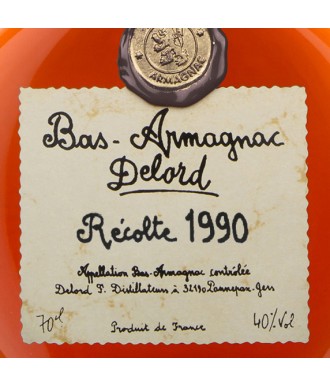 ARMAGNAC
Bas-Armagnac
Delord
Récolte 1990
Appellation Bas-Armagnac contrôlée
Delord F. Distillateurs à 32190 Lannepax-Gers
70cl
40% Vol
Produit de France